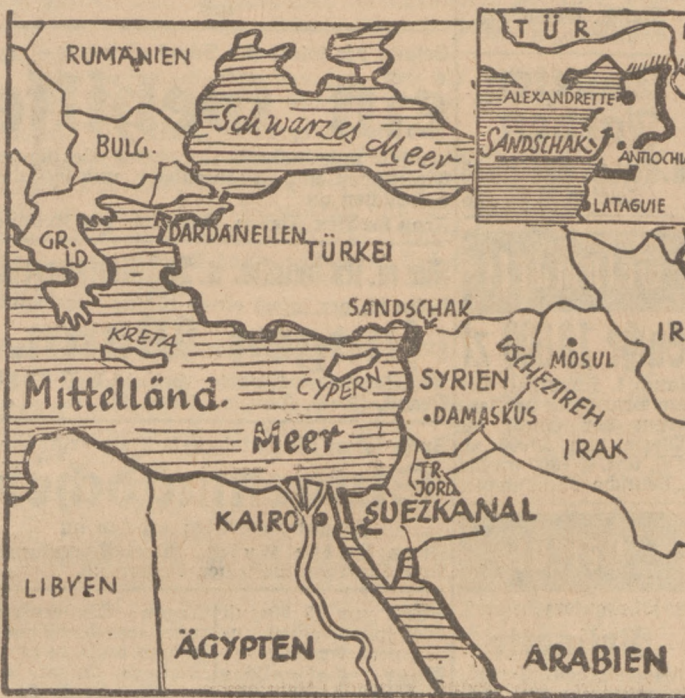 RUMÄNIEN
BULG.
Schwarzes Meer
TÜR
ALEXANDRETTE
SANDSCHAK
ANTIOCHI
LATAGUIE
GR.
LD.
DARDANELLEN
TÜRKEI
SANDSCHAK
KRETA
CYPERN
Mittelländ.
Meer
SYRIEN
DAMASKUS
DSCHEZIREH
MOSUL
IR
IRAK
TR.
JORD.
KAIRO
SUEZKANAL
LIBYEN
ÄGYPTEN
ARABIEN